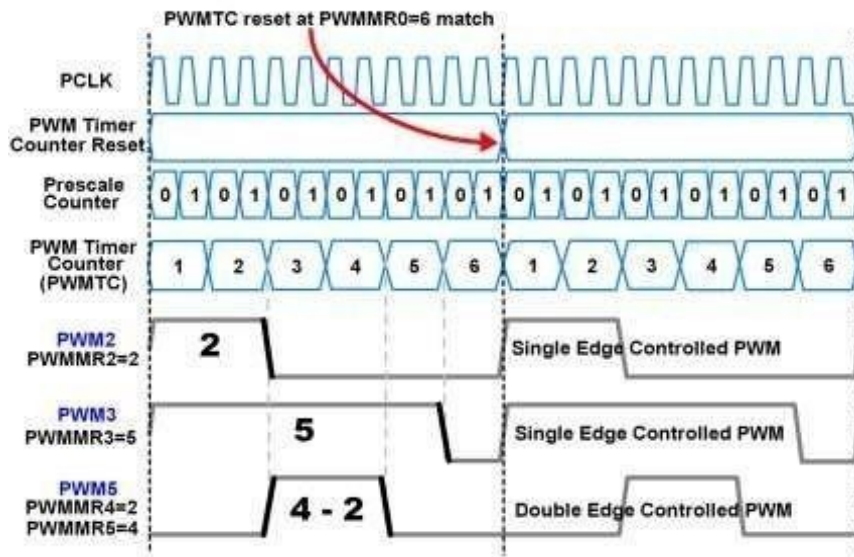 PWMTC reset at PWMMR0=6 match
PCLK
PWM Timer
Counter Reset
Prescale
Counter
0 1 0 1 0 1 0 1 0 1 0 1 0 1 0 1 0 1 0 1 0 1 0 1
PWM Timer
Counter
(PWMTC)
1 2 3 4 5 6 1 2 3 4 5 6
PWM2
PWMMR2=2
2
Single Edge Controlled PWM
PWM3
PWMMR3=5
5
Single Edge Controlled PWM
PWM5
PWMMR4=2
PWMMR5=4
4 - 2
Double Edge Controlled PWM